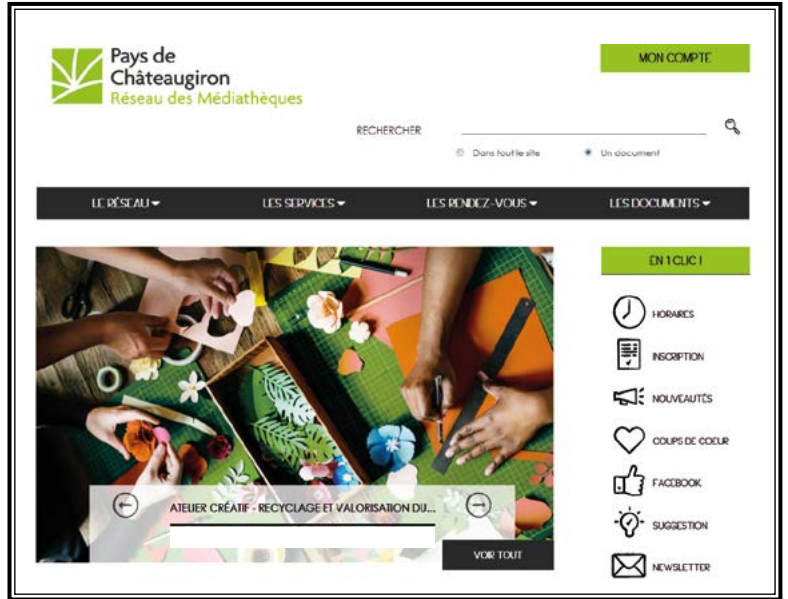 Pays de
Châteaugiron
Réseau des Médiathèques
MON COMPTE
RECHERCHER
Dans tout le site
Un document
LE RÉSEAU
LES SERVICES
LES RENDEZ-VOUS
LES DOCUMENTS
EN 1 CLIC !
HORAIRES
INSCRIPTION
NOUVEAUTÉS
COUPS DE COEUR
FACEBOOK
SUGGESTION
NEWSLETTER
ATELIER CRÉATIF - RECYCLAGE ET VALORISATION DU...
VOIR TOUT